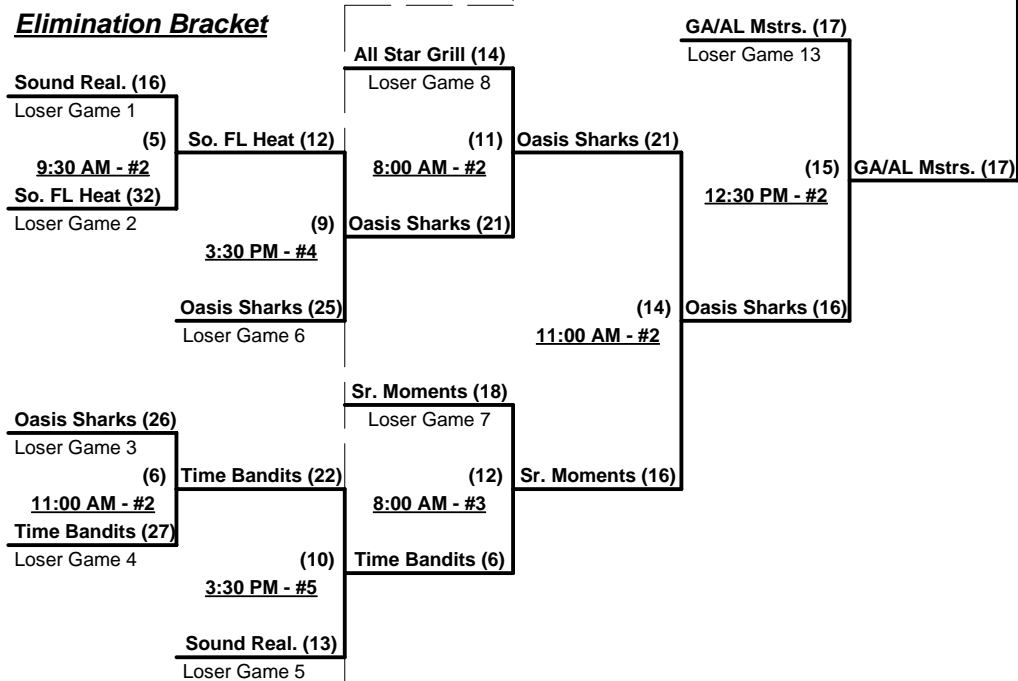 Elimination Bracket
GA/AL Mstrs. (17)
Loser Game 13
All Star Grill (14)
Loser Game 8
Sound Real. (16)
Loser Game 1
(5)
9:30 AM - #2
So. FL Heat (12)
(11)
8:00 AM - #2
Oasis Sharks (21)
(15)
12:30 PM - #2
GA/AL Mstrs. (17)
So. FL Heat (32)
Loser Game 2
(9)
3:30 PM - #4
Oasis Sharks (21)
Oasis Sharks (25)
Loser Game 6
(14)
11:00 AM - #2
Oasis Sharks (16)
Sr. Moments (18)
Loser Game 7
Oasis Sharks (26)
Loser Game 3
(6)
11:00 AM - #2
Time Bandits (22)
(12)
8:00 AM - #3
Sr. Moments (16)
Time Bandits (27)
Loser Game 4
(10)
3:30 PM - #5
Time Bandits (6)
Sound Real. (13)
Loser Game 5